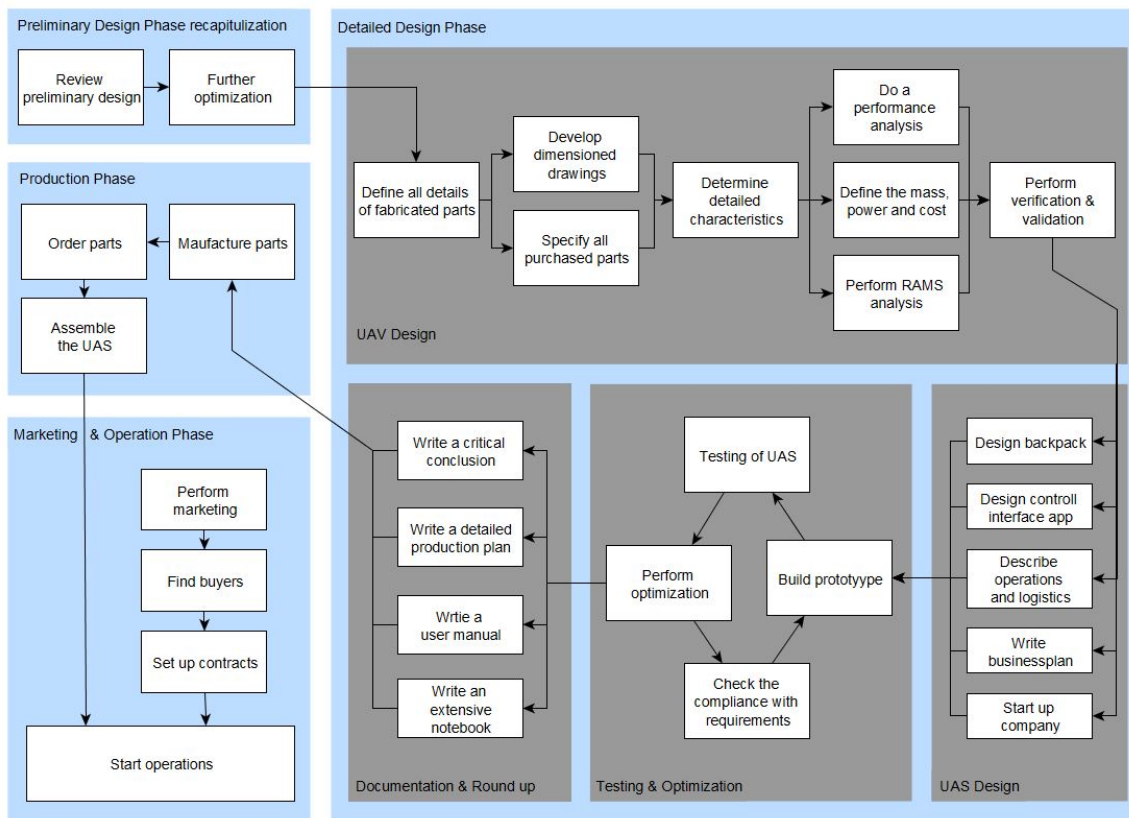 Preliminary Design Phase recapitulization
Review
preliminary design
Further
optimization
Production Phase
Order parts
Maufacture parts
Assemble
the UAS
Marketing & Operation Phase
Perform
marketing
Find buyers
Set up contracts
Start operations
Detailed Design Phase
Define all details
of fabricated parts
Develop
dimensioned
drawings
Specify all
purchased parts
Determine
detailed
characteristics
Do a
performance
analysis
Define the mass,
power and cost
Perform RAMS
analysis
Perform
verification &
validation
UAV Design
Write a critical
conclusion
Write a detailed
production plan
Wrtie a
user manual
Write an
extensive
notebook
Documentation & Round up
Testing of UAS
Perform
optimization
Build prototyype
Check the
compliance with
requirements
Testing & Optimization
Design backpack
Design controll
interface app
Describe
operations
and logistics
Write
businessplan
Start up
company
UAS Design